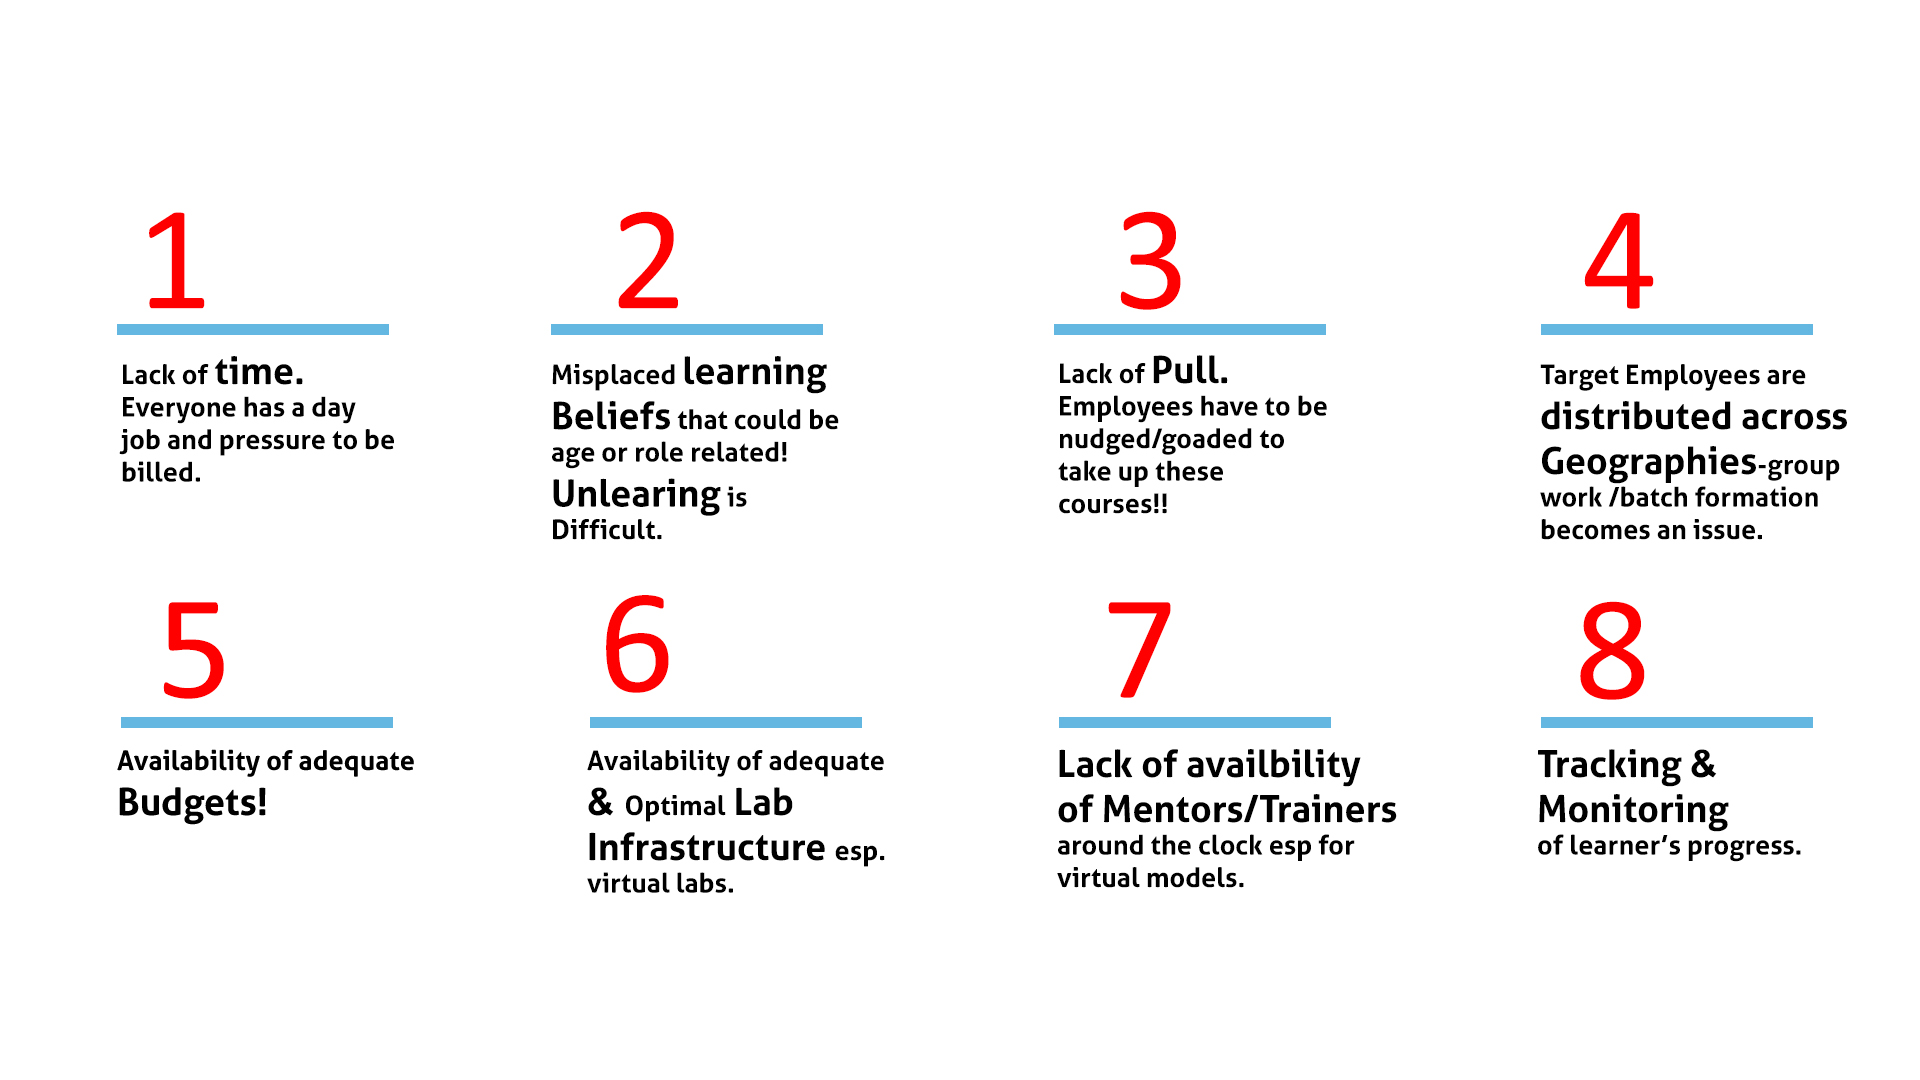 1
Lack of time.
Everyone has a day
job and pressure to be
billed.
2
Misplaced learning
Beliefs that could be
age or role related!
Unlearing is
Difficult.
3
Lack of Pull.
Employees have to be
nudged/goaded to
take up these
courses!!
4
Target Employees are
distributed across
Geographies-group
work /batch formation
becomes an issue.
5
Availability of adequate
Budgets!
6
Availability of adequate
& Optimal Lab
Infrastructure esp.
virtual labs.
7
Lack of availbility
of Mentors/Trainers
around the clock esp for
virtual models.
8
Tracking &
Monitoring
of learner’s progress.